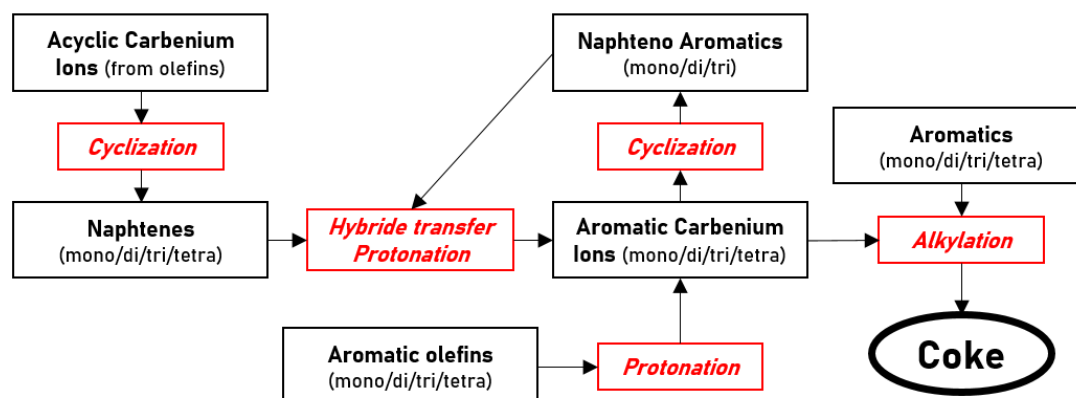 Acyclic Carbenium
Ions (from olefins)
Cyclization
Naphtenes
(mono/di/tri/tetra)
Hybride transfer
Protonation
Naphteno Aromatics
(mono/di/tri)
Cyclization
Aromatic Carbenium
Ions (mono/di/tri/tetra)
Aromatic olefins
(mono/di/tri/tetra)
Protonation
Aromatics
(mono/di/tri/tetra)
Alkylation
Coke